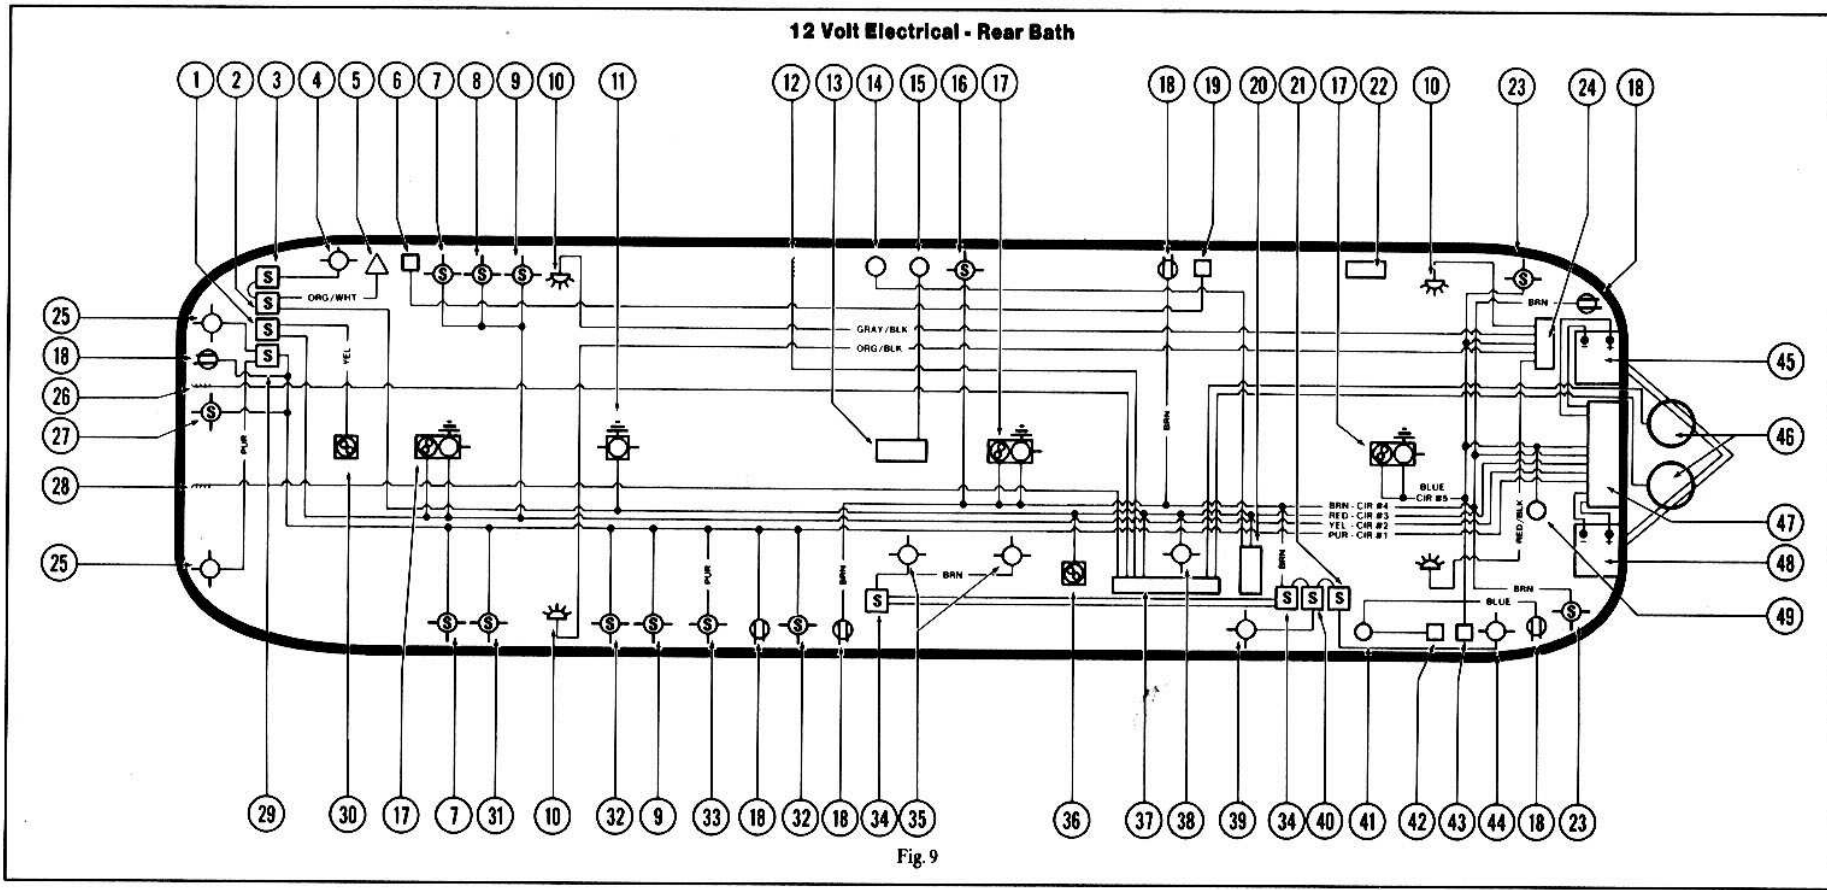 12 Volt Electrical - Rear Bath
1 2 3 4 5 6 7 8 9 10 11 12 13 14 15 16 17 18 19 20 21 17 22 10 23 24 18
S S S S S S
ORG/WHT
BRN
25
S
GRAY/BLK
S
ORG/BLK
YEL
18
- +
45
26
27
S
PUR
BRN
46
28
BLUE
CIR #5
BRN - CIR #4
RED - CIR #3
YEL - CIR #2
PUR - CIR #1
RED/BLK
47
- +
25
PUR
BRN
BRN
BRN
48
BRN
S
S S S
BLUE
S
S S S S S S
49
29 30 17 7 31 10 32 9 33 18 32 18 34 35 36 37 38 39 34 40 41 42 43 44 18 23
Fig. 9